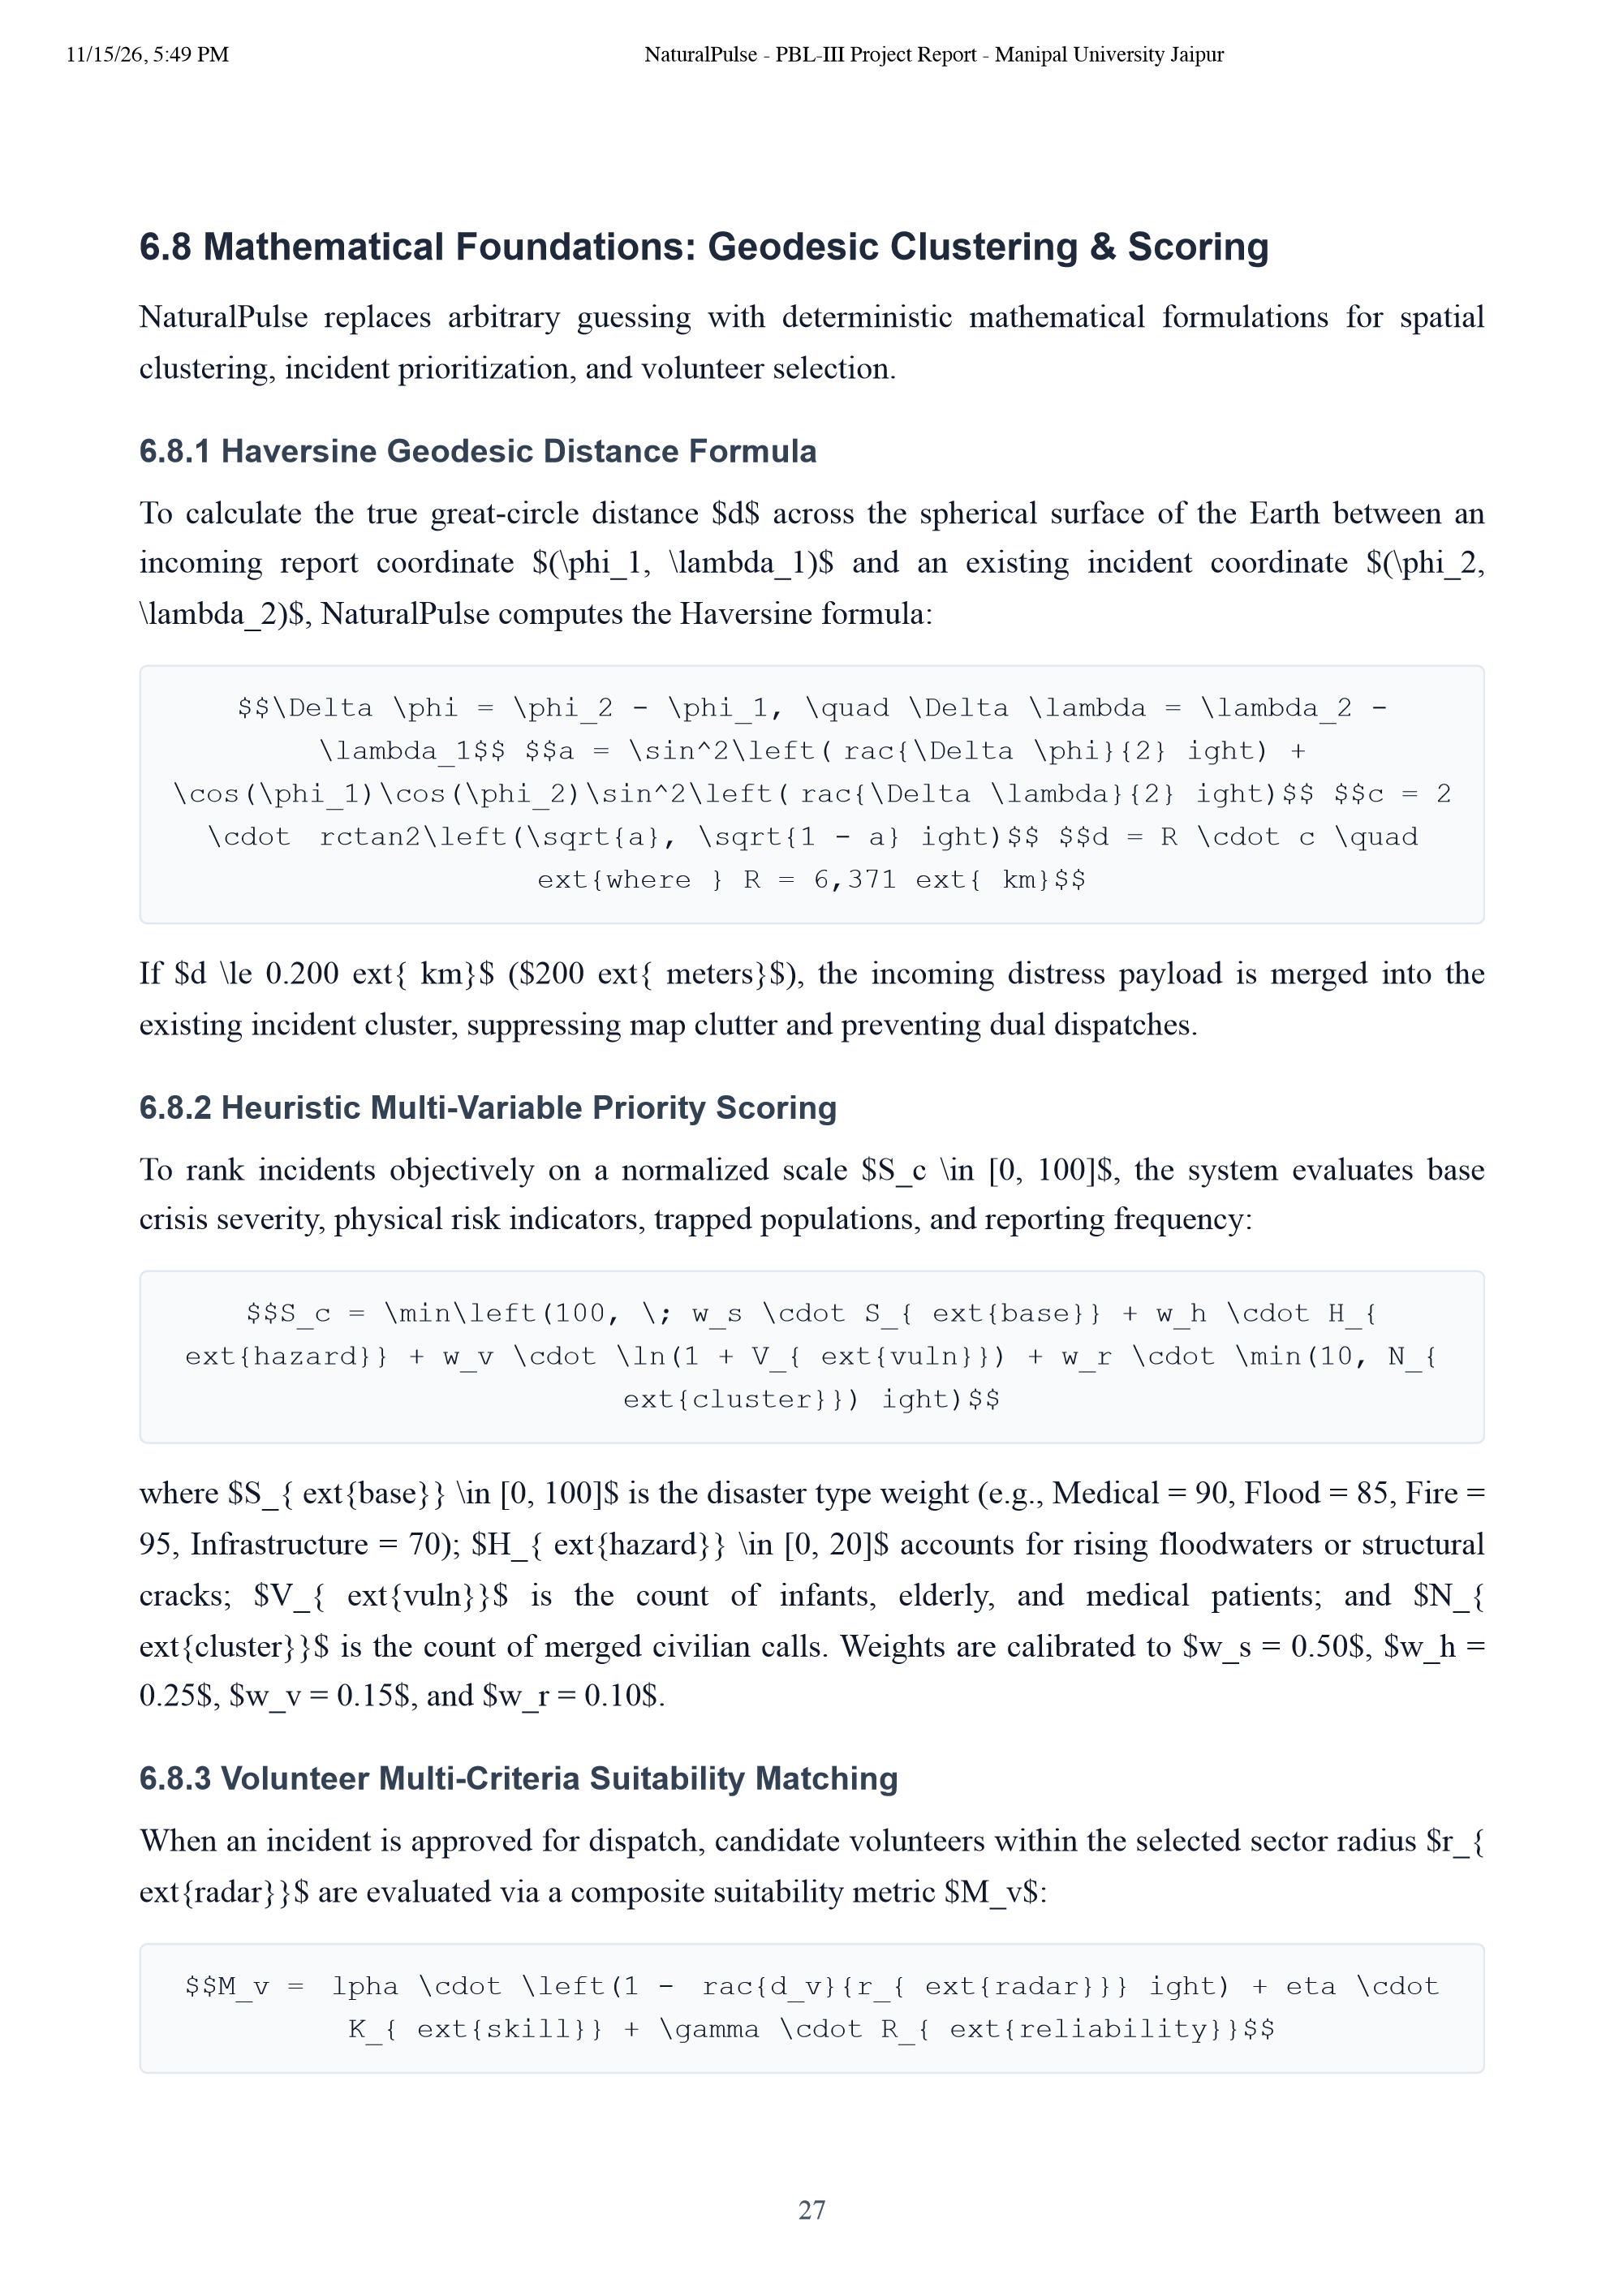 11/15/26, 5:49 PM
NaturalPulse - PBL-III Project Report - Manipal University Jaipur
6.8 Mathematical Foundations: Geodesic Clustering & Scoring
NaturalPulse replaces arbitrary guessing with deterministic mathematical formulations for spatial
clustering, incident prioritization, and volunteer selection.
6.8.1 Haversine Geodesic Distance Formula
To calculate the true great-circle distance $d$ across the spherical surface of the Earth between an
incoming report coordinate $(\phi_1, \lambda_1)$ and an existing incident coordinate $(\phi_2,
\lambda_2)$, NaturalPulse computes the Haversine formula:
$$\Delta \phi = \phi_2 - \phi_1, \quad \Delta \lambda = \lambda_2 -
\lambda_1$$ $$a = \sin^2\left( rac{\Delta \phi}{2} ight) +
\cos(\phi_1)\cos(\phi_2)\sin^2\left( rac{\Delta \lambda}{2} ight)$$ $$c = 2
\cdot rctan2\left(\sqrt{a}, \sqrt{1 - a} ight)$$ $$d = R \cdot c \quad
ext{where } R = 6,371 ext{ km}$$
If $d \le 0.200 ext{ km}$ ($200 ext{ meters}$), the incoming distress payload is merged into the
existing incident cluster, suppressing map clutter and preventing dual dispatches.
6.8.2 Heuristic Multi-Variable Priority Scoring
To rank incidents objectively on a normalized scale $S_c \in [0, 100]$, the system evaluates base
crisis severity, physical risk indicators, trapped populations, and reporting frequency:
$$S_c = \min\left(100, \; w_s \cdot S_{ ext{base}} + w_h \cdot H_{
ext{hazard}} + w_v \cdot \ln(1 + V_{ ext{vuln}}) + w_r \cdot \min(10, N_{
ext{cluster}}) ight)$$
where $S_{ ext{base}} \in [0, 100]$ is the disaster type weight (e.g., Medical = 90, Flood = 85, Fire =
95, Infrastructure = 70); $H_{ ext{hazard}} \in [0, 20]$ accounts for rising floodwaters or structural
cracks; $V_{ ext{vuln}}$ is the count of infants, elderly, and medical patients; and $N_{
ext{cluster}}$ is the count of merged civilian calls. Weights are calibrated to $w_s = 0.50$, $w_h =
0.25$, $w_v = 0.15$, and $w_r = 0.10$.
6.8.3 Volunteer Multi-Criteria Suitability Matching
When an incident is approved for dispatch, candidate volunteers within the selected sector radius $r_{
ext{radar}}$ are evaluated via a composite suitability metric $M_v$:
$$M_v = lpha \cdot \left(1 - rac{d_v}{r_{ ext{radar}}} ight) + eta \cdot
K_{ ext{skill}} + \gamma \cdot R_{ ext{reliability}}$$
27